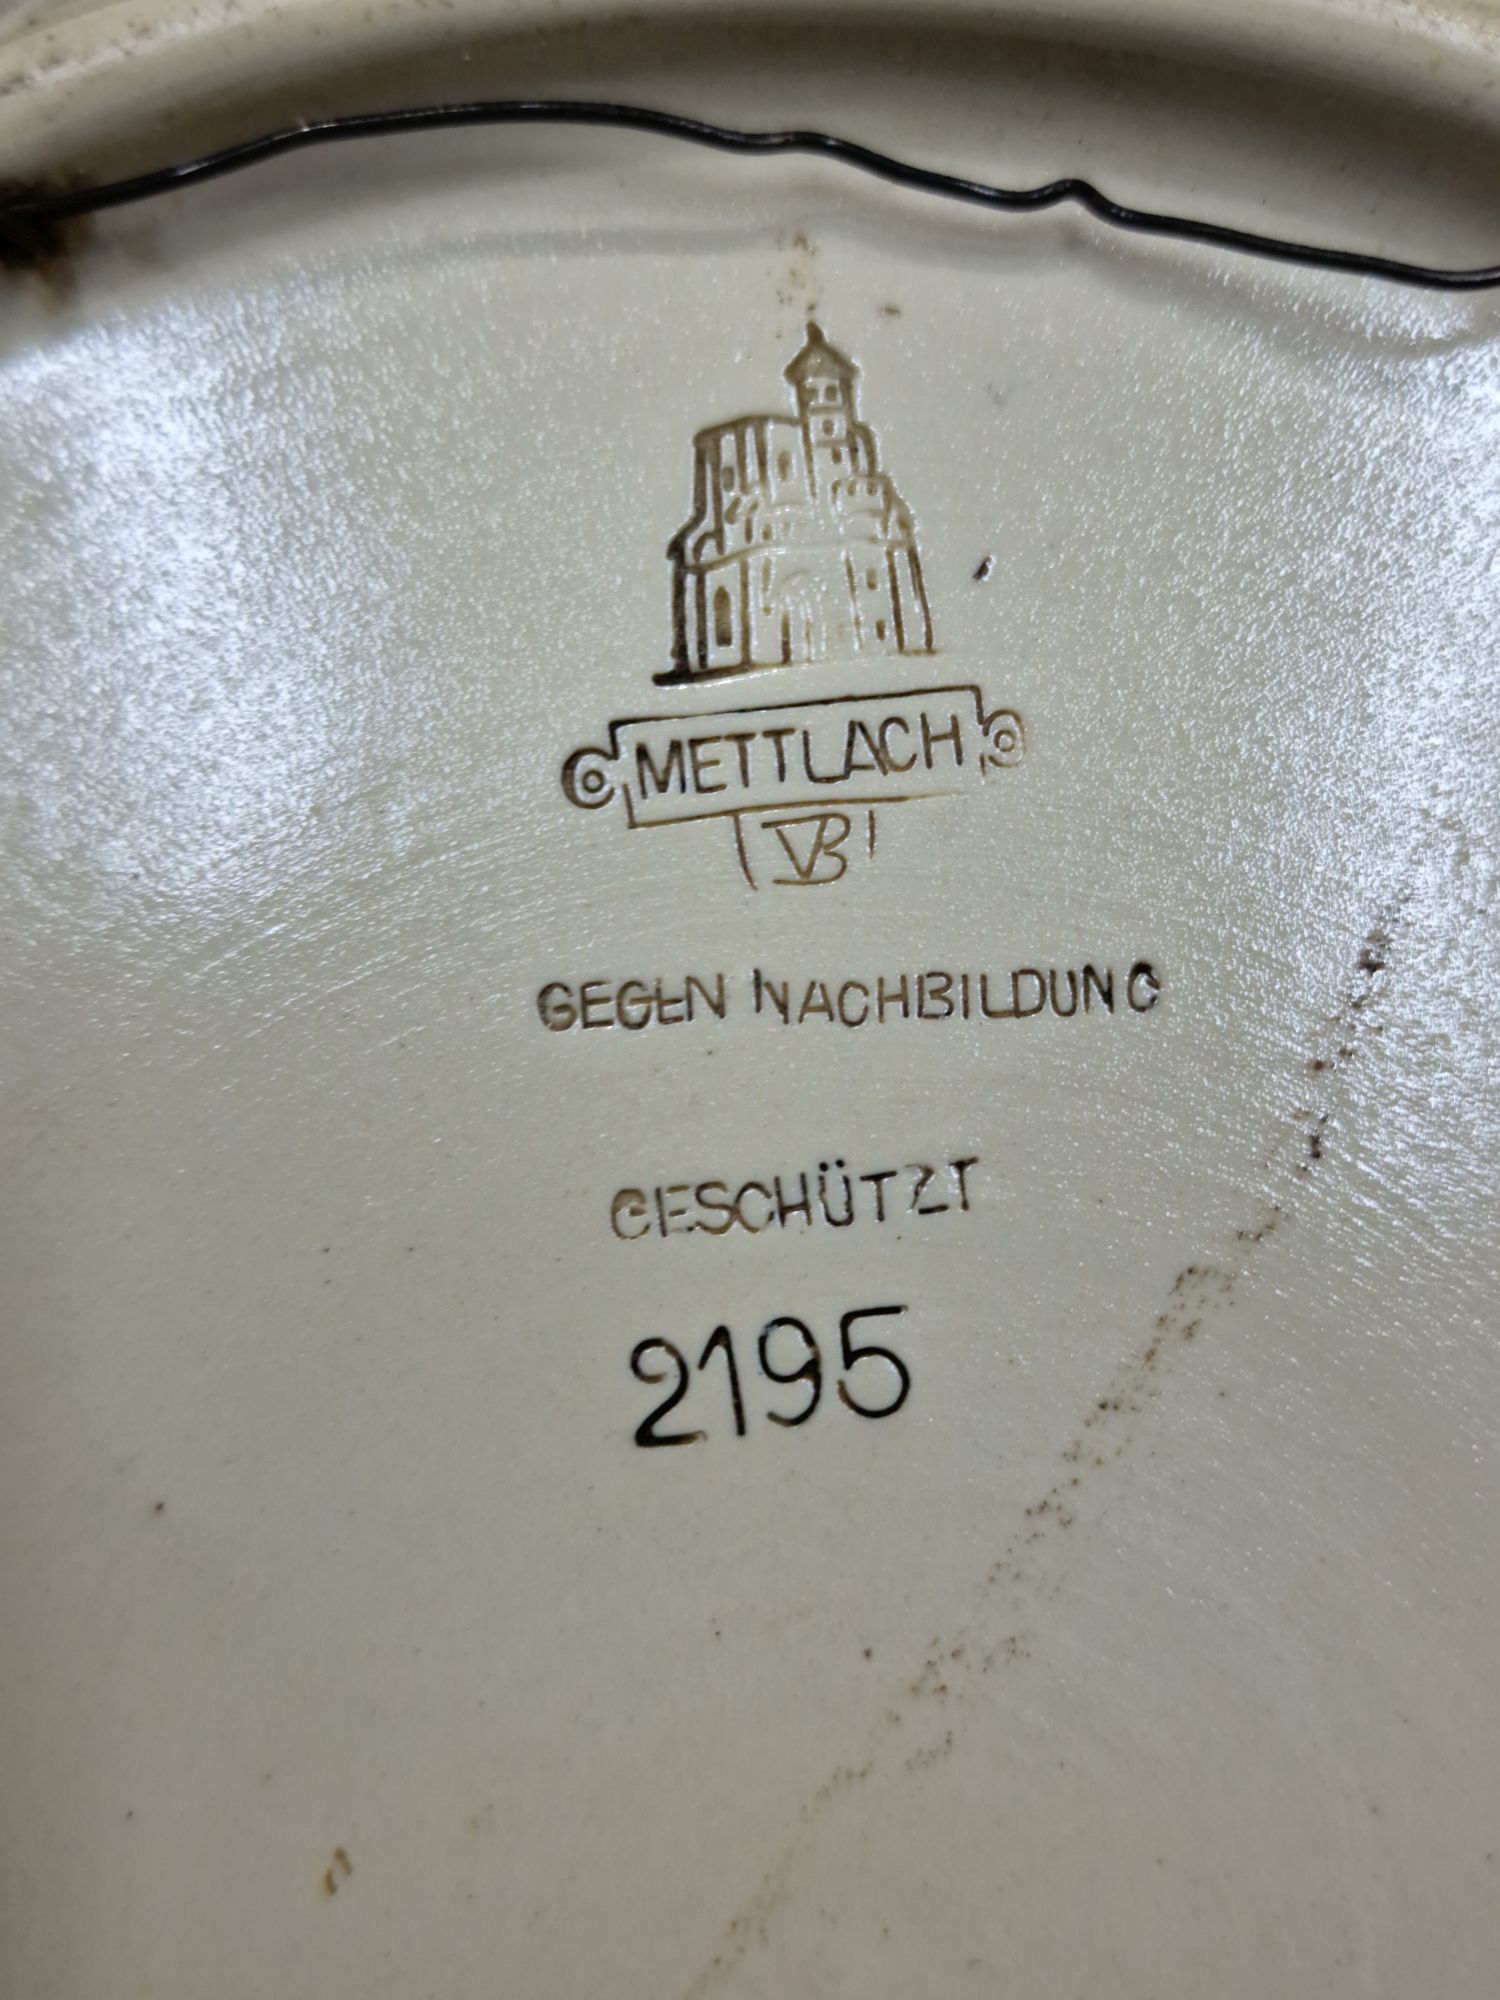 METTLACH
VB
GEGEN NACHBILDUNG
GESCHÜTZT
2195